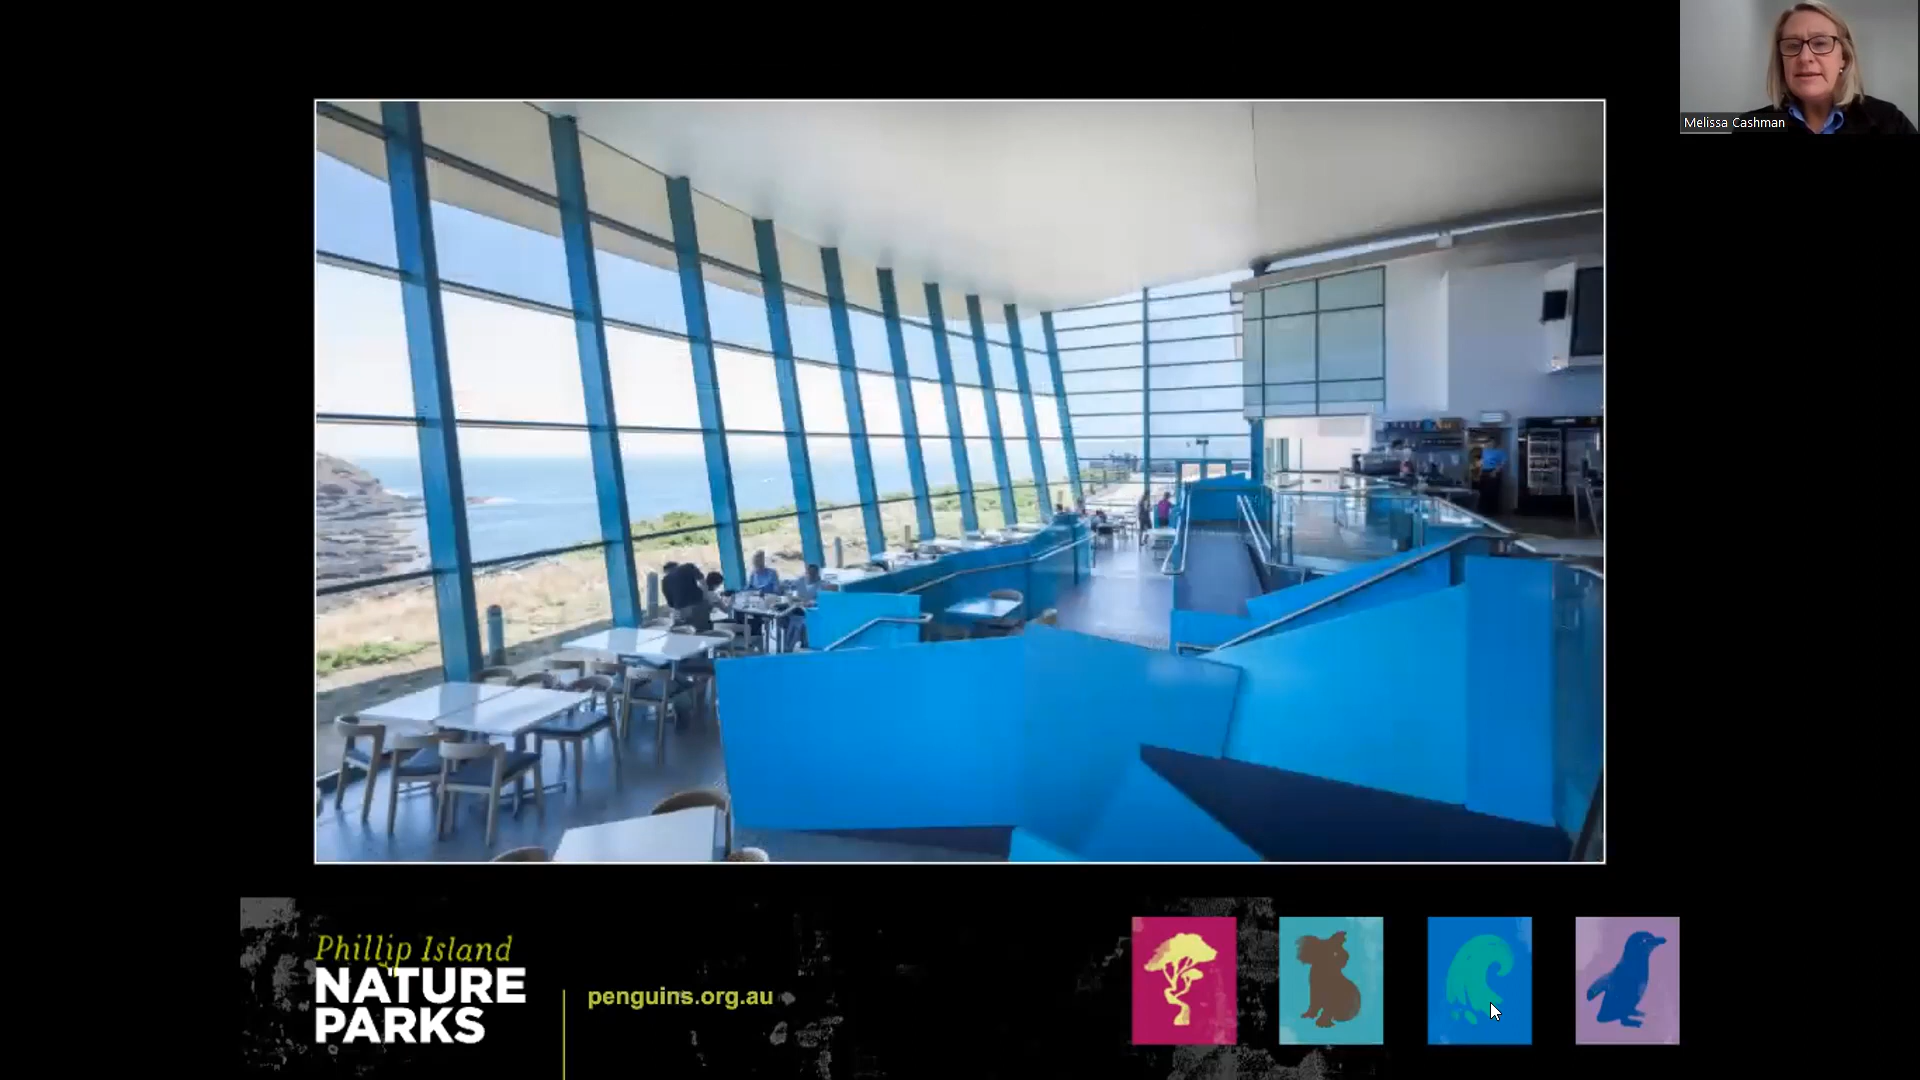 Melissa Cashman
Phillip Island
NATURE
PARKS
penguins.org.au